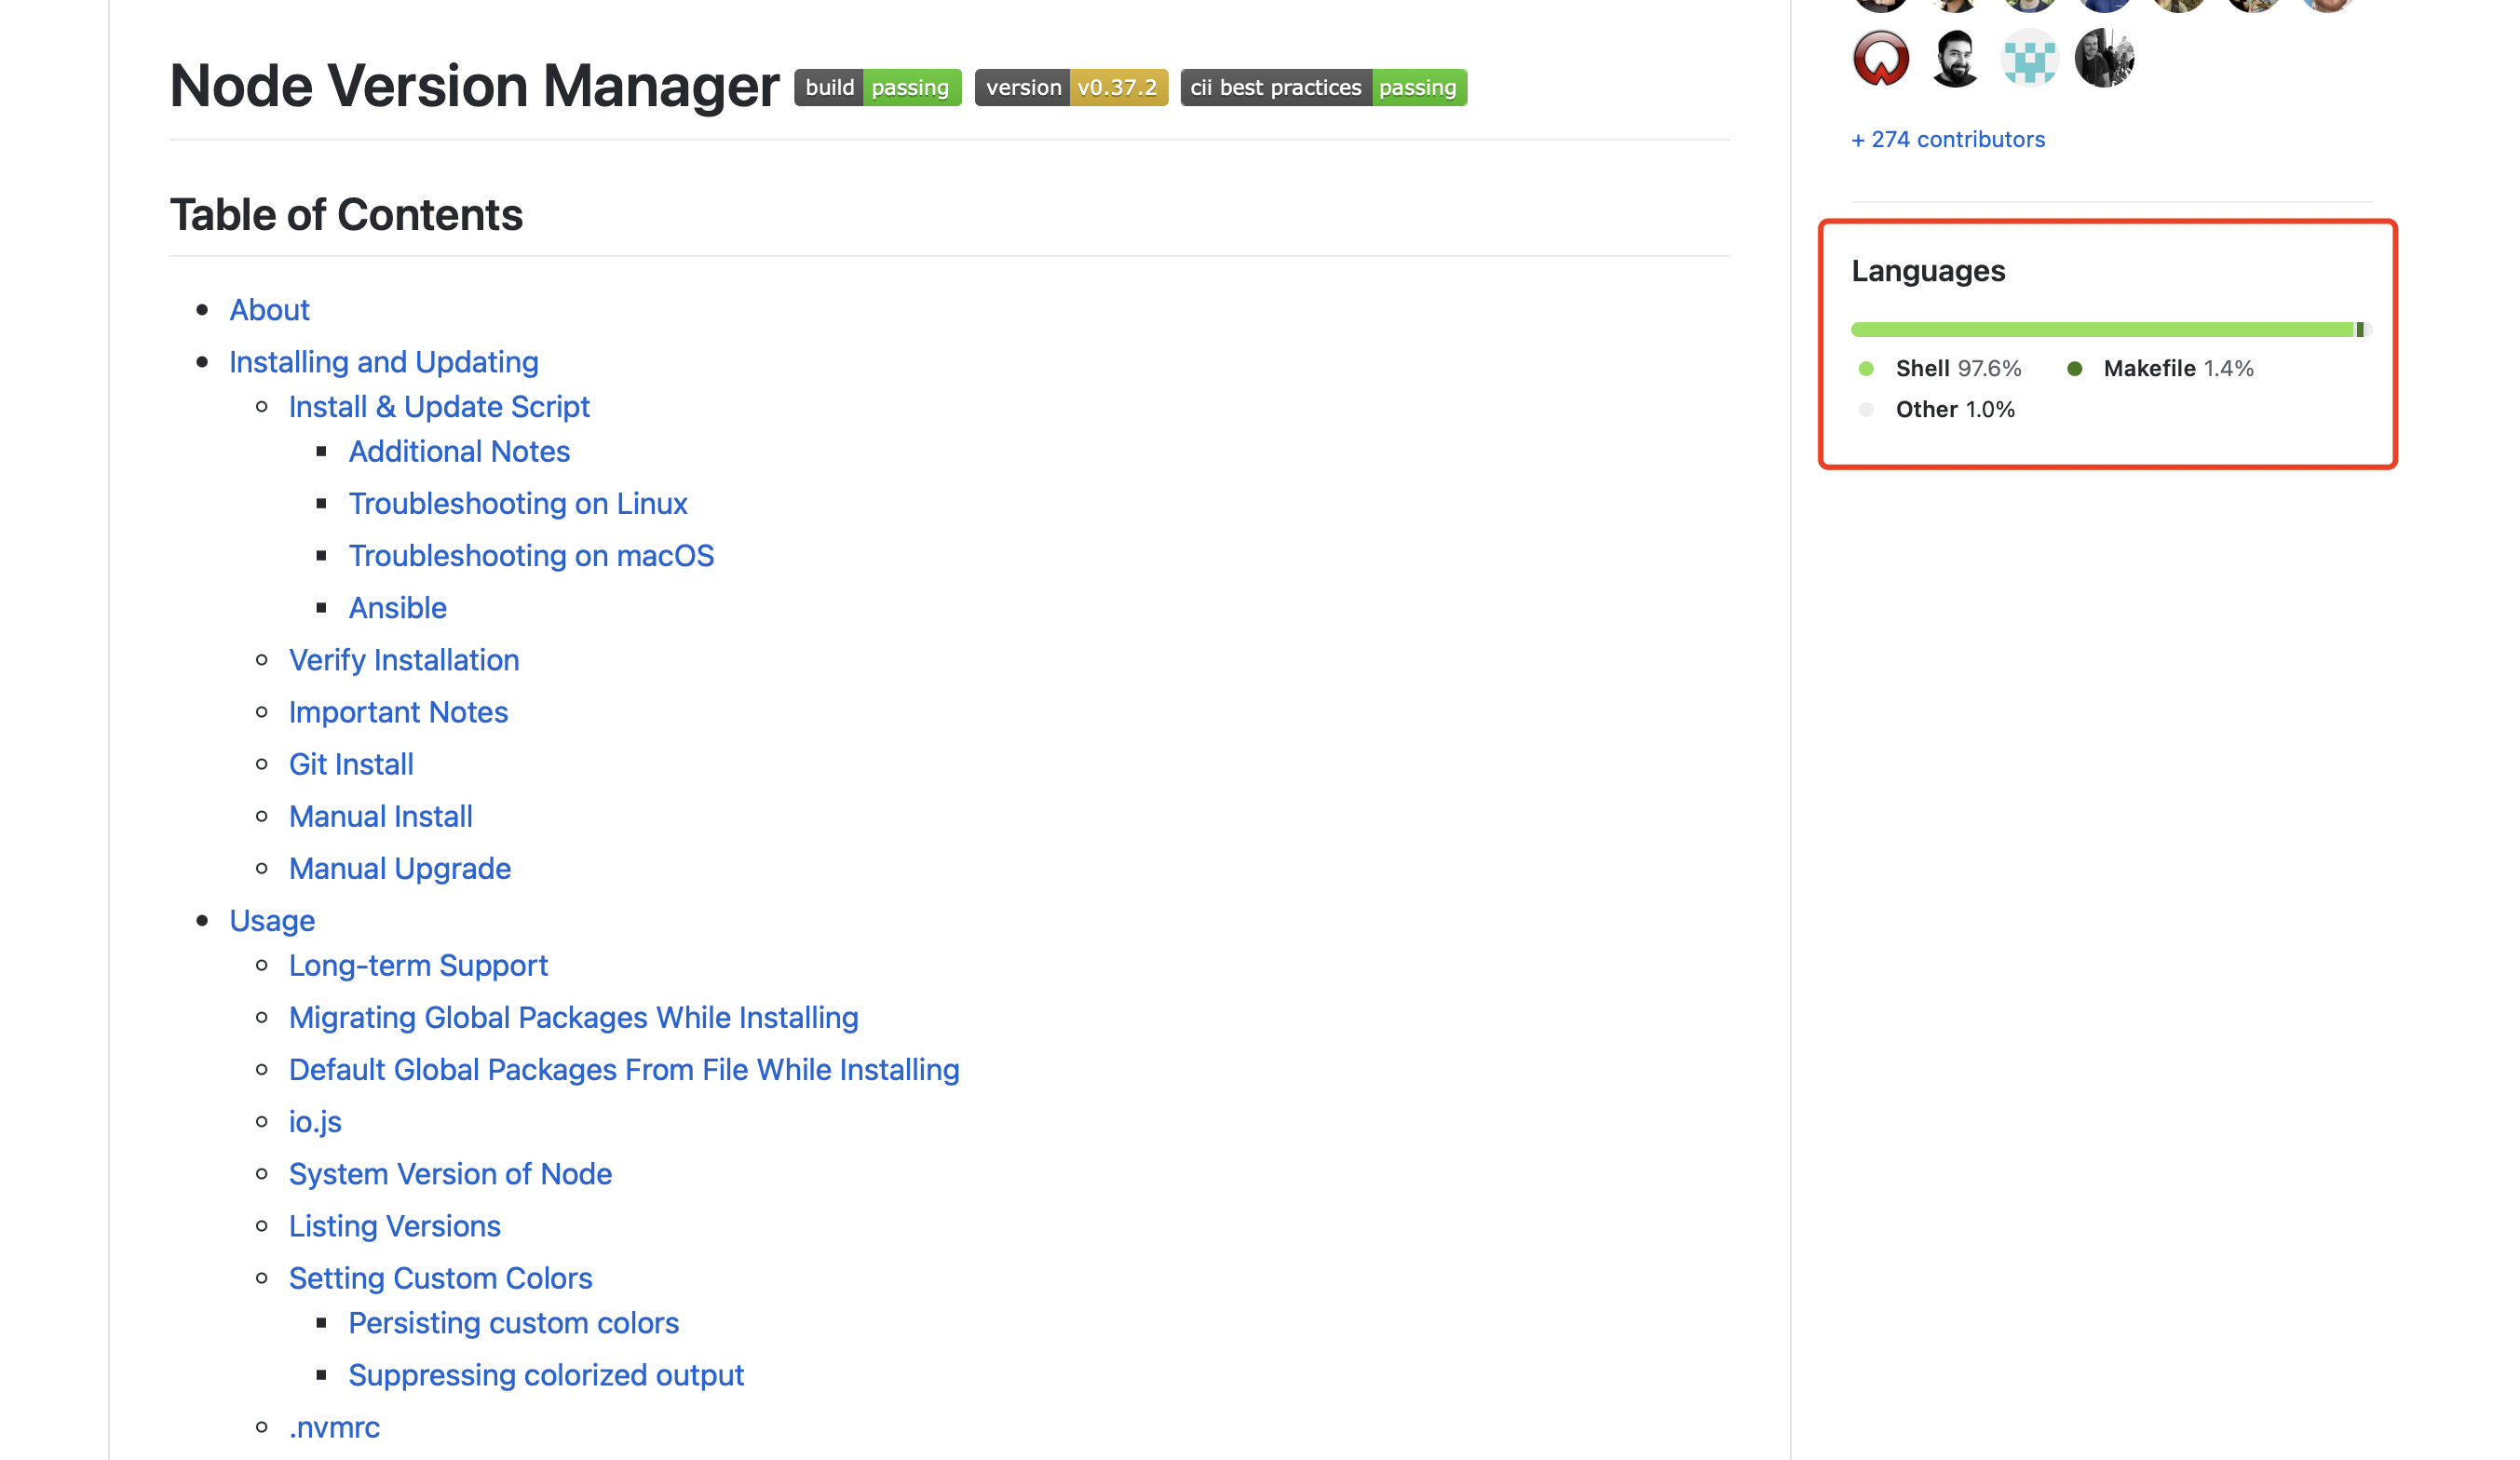 Node Version Manager build passing version v0.37.2 cii best practices passing
Table of Contents
About
Installing and Updating
Install & Update Script
Additional Notes
Troubleshooting on Linux
Troubleshooting on macOS
Ansible
Verify Installation
Important Notes
Git Install
Manual Install
Manual Upgrade
Usage
Long-term Support
Migrating Global Packages While Installing
Default Global Packages From File While Installing
io.js
System Version of Node
Listing Versions
Setting Custom Colors
Persisting custom colors
Suppressing colorized output
.nvmrc
+ 274 contributors
Languages
Shell 97.6% Makefile 1.4%
Other 1.0%